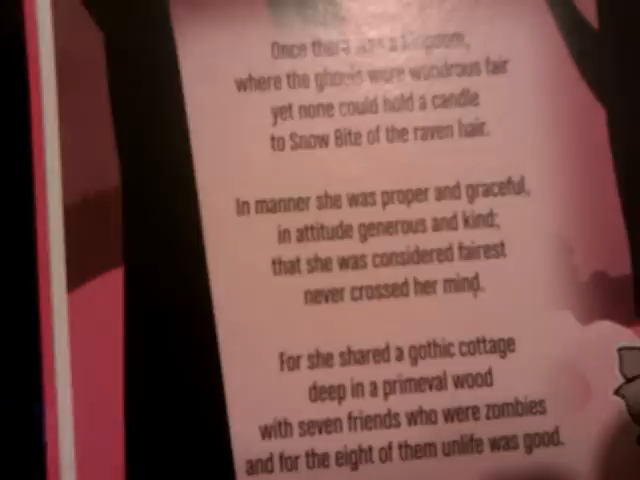 Once there was a kingdom,
where the ghouls were wondrous fair
yet none could hold a candle
to Snow Bite of the raven hair.
In manner she was proper and graceful,
in attitude generous and kind;
that she was considered fairest
never crossed her mind.
For she shared a gothic cottage
deep in a primeval wood
with seven friends who were zombies
and for the eight of them unlife was good.